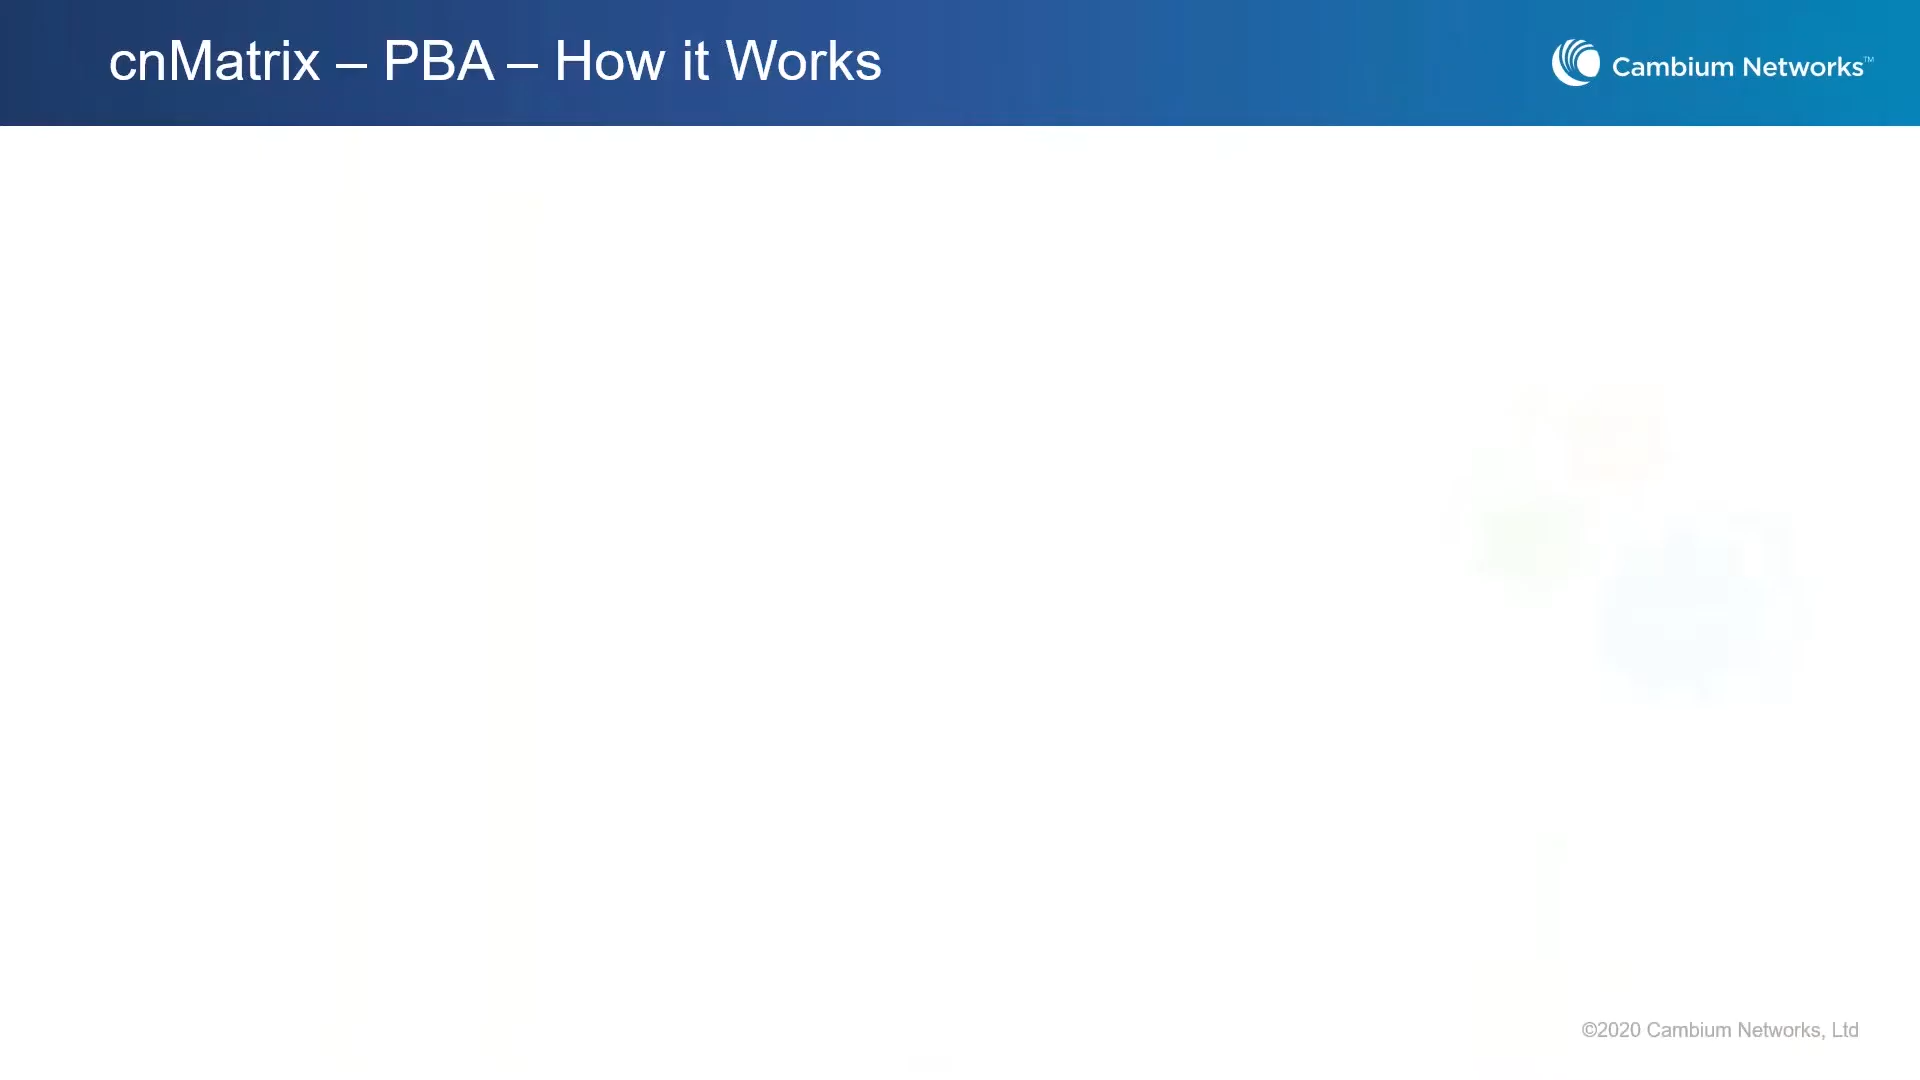 cnMatrix – PBA – How it Works
Cambium Networks™
©2020 Cambium Networks, Ltd